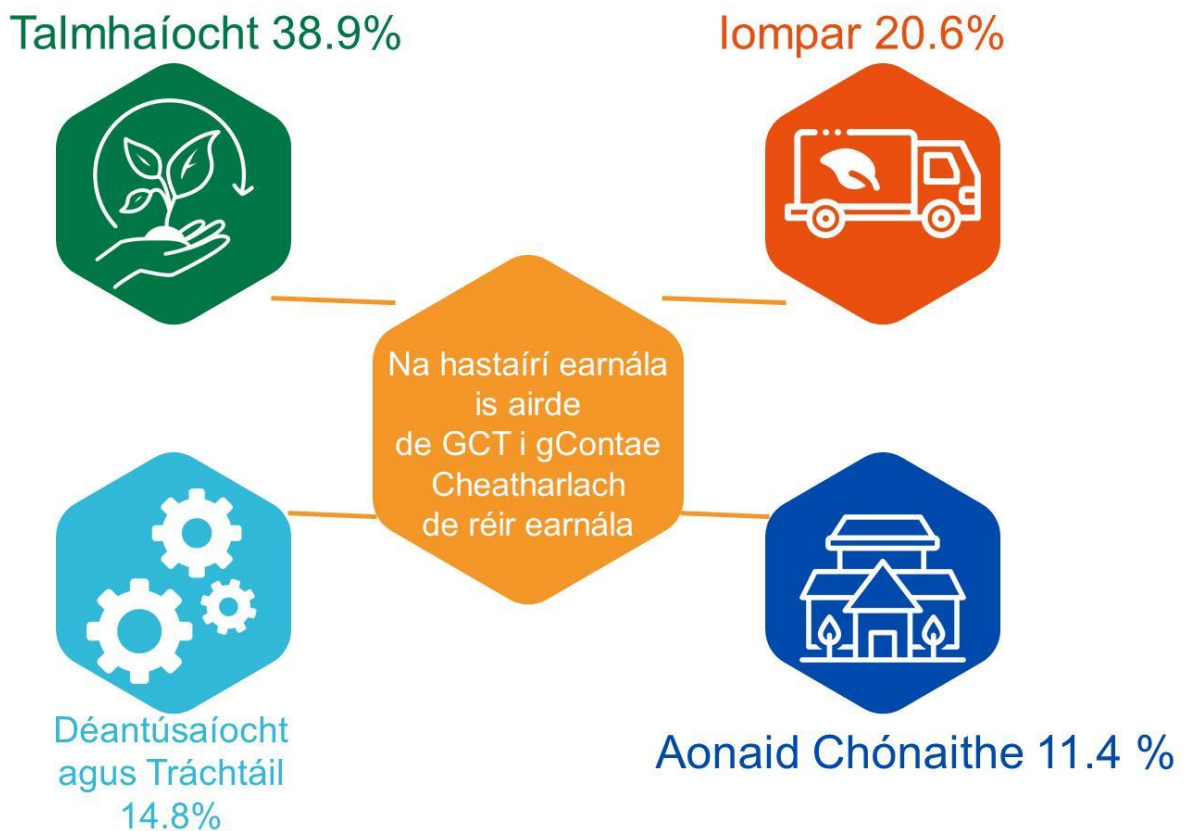 Talmhaíocht 38.9%
Iompar 20.6%
Na hastaírí earnála
is airde
de GCT i gContae
Cheatharlach
de réir earnála
Déantúsaíocht
agus Tráchtáil
14.8%
Aonaid Chónaithe 11.4 %